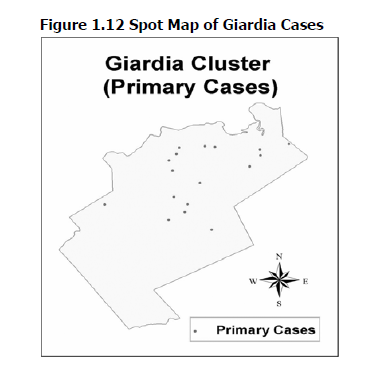 Figure 1.12 Spot Map of Giardia Cases
Giardia Cluster
(Primary Cases)
N
W E
S
Primary Cases